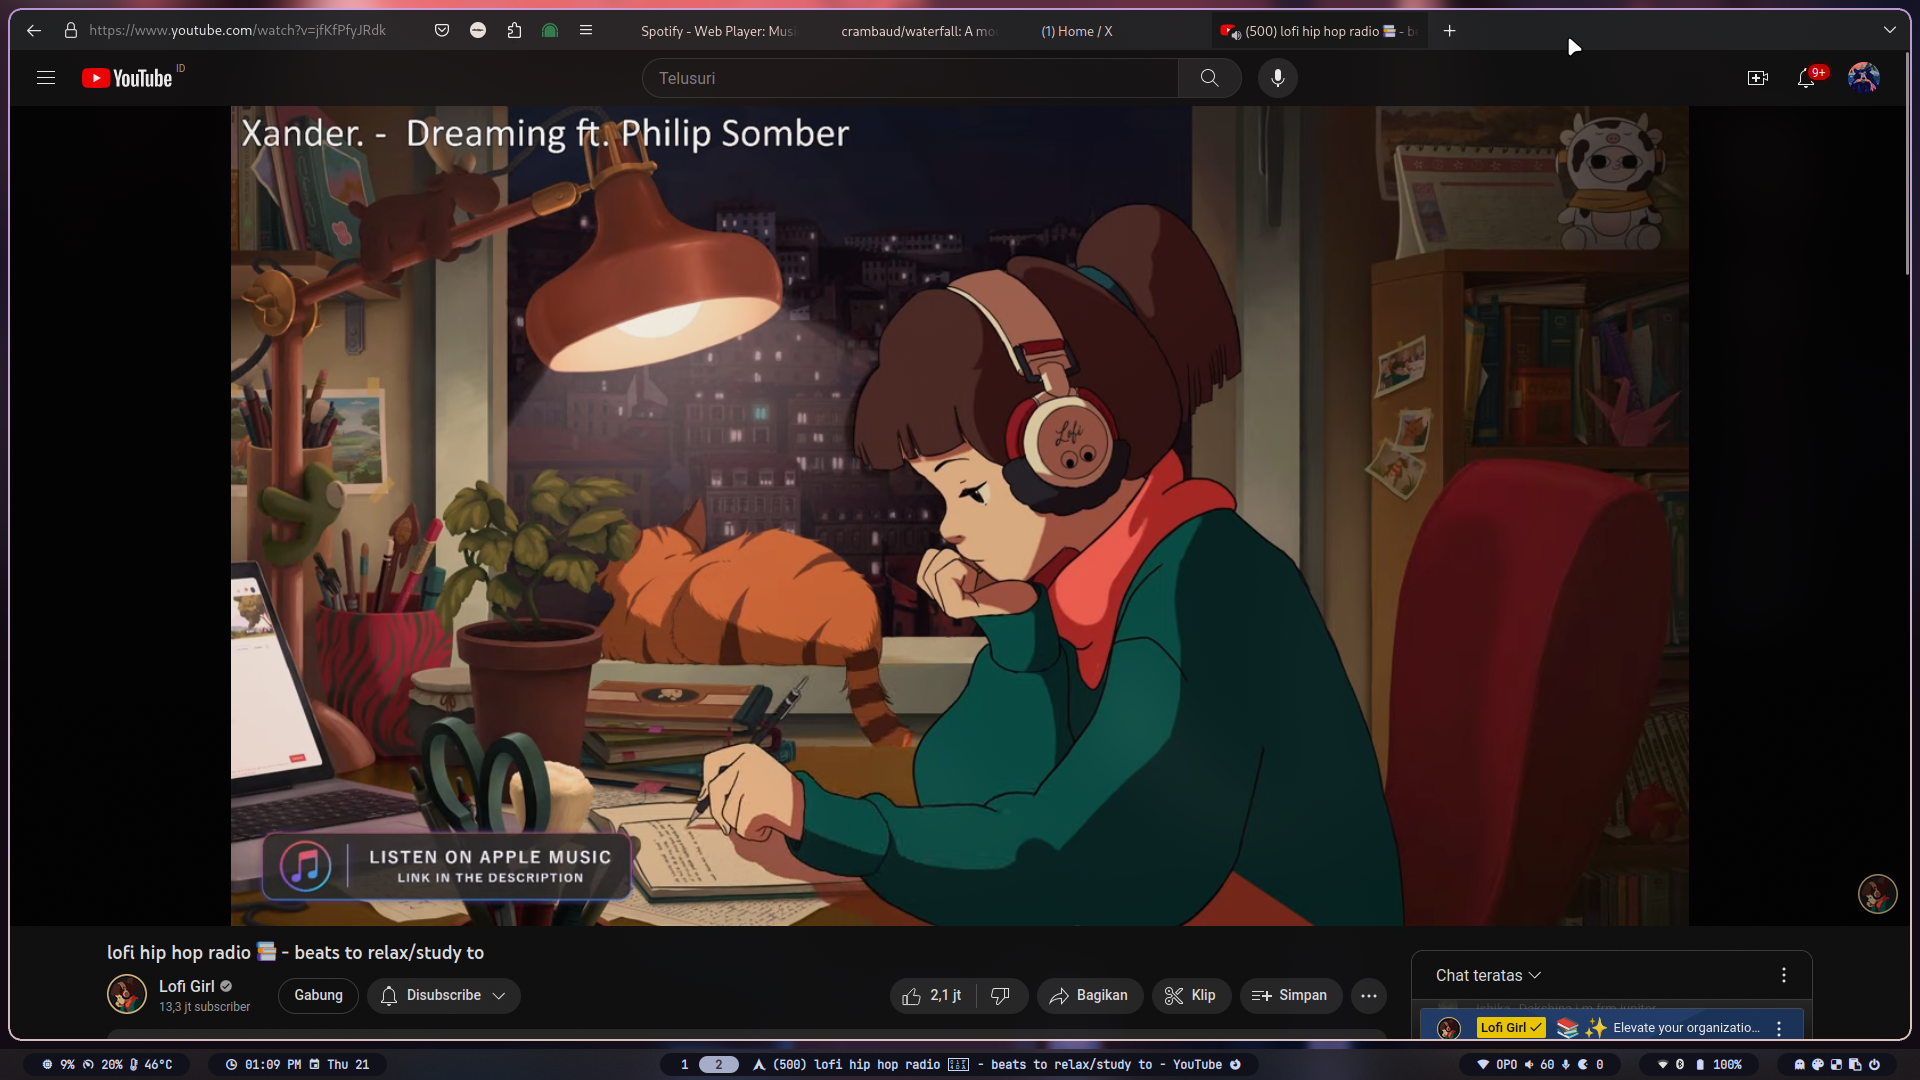 https://www.youtube.com/watch?v=jfKfPfyJRdk
Spotify - Web Player: Musi
crambaud/waterfall: A mo
(1) Home / X
(500) lofi hip hop radio 📚 - b
YouTube ID
Telusuri
9+
Xander. - Dreaming ft. Philip Somber
Lofi
LISTEN ON APPLE MUSIC
LINK IN THE DESCRIPTION
lofi hip hop radio 📚 - beats to relax/study to
Lofi Girl
13,3 jt subscriber
Gabung
Disubscribe
2,1 jt
Bagikan
Klip
Simpan
Chat teratas
Lofi Girl
📚 ✨ Elevate your organizatio...
9% 20% 46°C
01:09 PM Thu 21
1 2
(500) lofi hip hop radio - beats to relax/study to - YouTube
OPO 60 0
100%